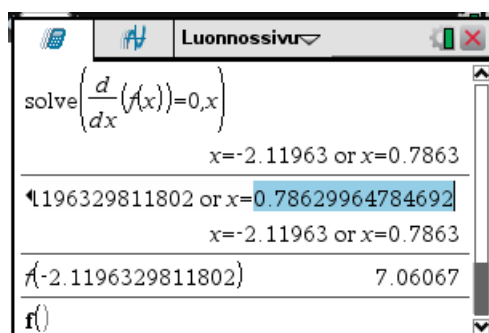 Luonnossivu
solve(d/dx(f(x))=0,x)
x=-2.11963 or x=0.7863
1196329811802 or x=0.78629964784692
x=-2.11963 or x=0.7863
f(-2.1196329811802) 7.06067
f()